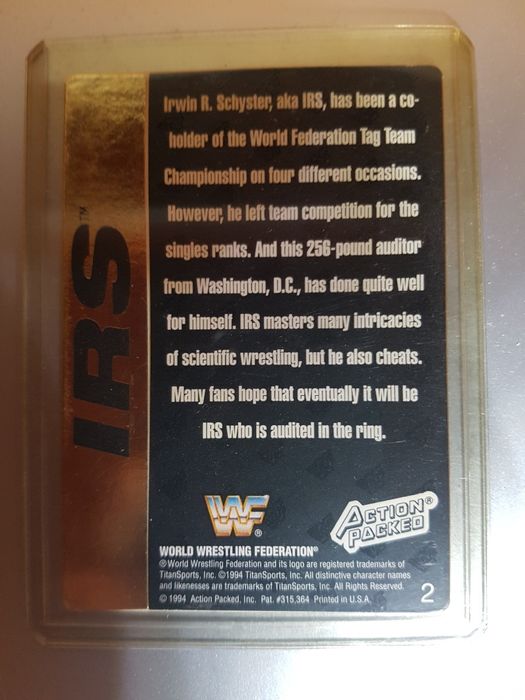 IRS™
Irwin R. Schyster, aka IRS, has been a co-
holder of the World Federation Tag Team
Championship on four different occasions.
However, he left team competition for the
singles ranks. And this 256-pound auditor
from Washington, D.C., has done quite well
for himself. IRS masters many intricacies
of scientific wrestling, but he also cheats.
Many fans hope that eventually it will be
IRS who is audited in the ring.
WWF®
ACTION PACKED®
WORLD WRESTLING FEDERATION®
®World Wrestling Federation and its logo are registered trademarks of
TitanSports, Inc. ©1994 TitanSports, Inc. All distinctive character names
and likenesses are trademarks of TitanSports, Inc. All Rights Reserved.
© 1994 Action Packed, Inc. Pat. #315,364 Printed in U.S.A.
2